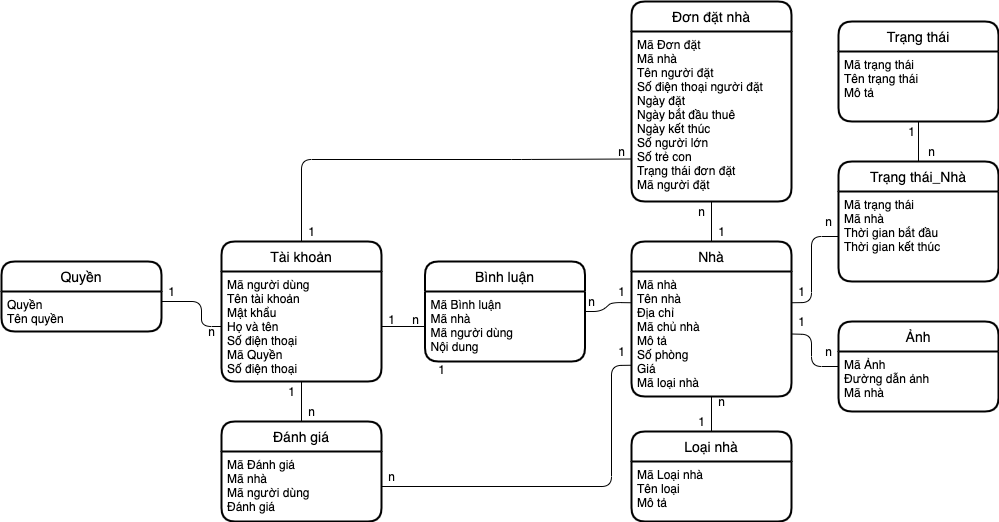 Đơn đặt nhà
Mã Đơn đặt
Mã nhà
Tên người đặt
Số điện thoại người đặt
Ngày đặt
Ngày bắt đầu thuê
Ngày kết thúc
Số người lớn
Số trẻ con
Trạng thái đơn đặt
Mã người đặt
Trạng thái
Mã trạng thái
Tên trạng thái
Mô tả
1
n
Trạng thái_Nhà
Mã trạng thái
Mã nhà
Thời gian bắt đầu
Thời gian kết thúc
n
1
n
1
n
1
Quyền
Quyền
Tên quyền
1
n
Tài khoản
Mã người dùng
Tên tài khoản
Mật khẩu
Họ và tên
Số điện thoại
Mã Quyền
Số điện thoại
1
n
Bình luận
Mã Bình luận
Mã nhà
Mã người dùng
Nội dung
1
n
1
Nhà
Mã nhà
Tên nhà
Địa chỉ
Mã chủ nhà
Mô tả
Số phòng
Giá
Mã loại nhà
1
1
n
Ảnh
Mã Ảnh
Đường dẫn ảnh
Mã nhà
1
n
Đánh giá
Mã Đánh giá
Mã nhà
Mã người dùng
Đánh giá
n
1
n
1
Loại nhà
Mã Loại nhà
Tên loại
Mô tả